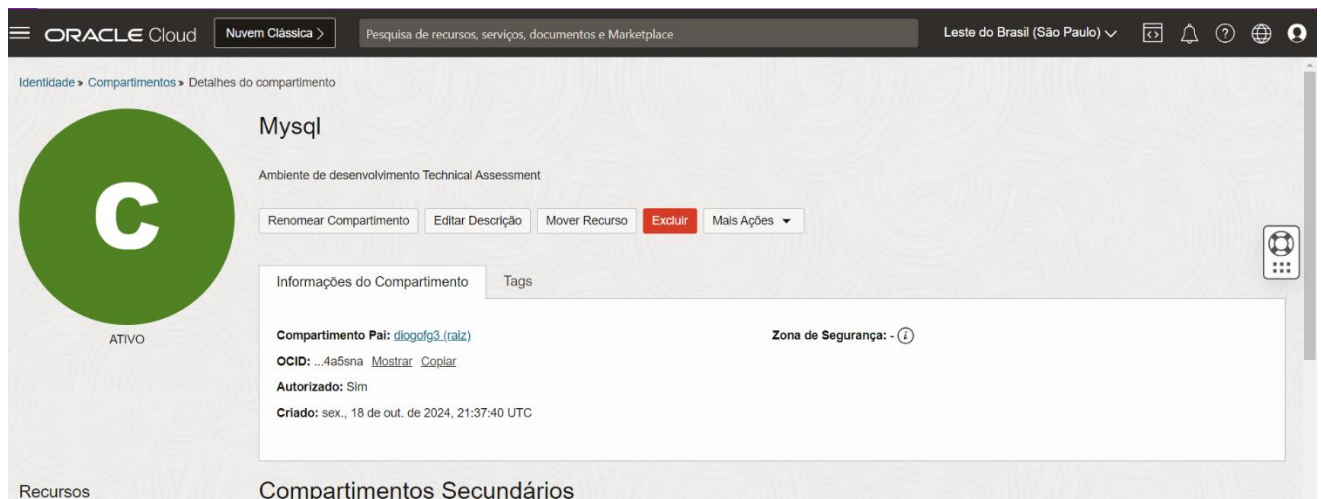 ORACLE Cloud Nuvem Clássica > Pesquisa de recursos, serviços, documentos e Marketplace Leste do Brasil (São Paulo)
Identidade » Compartimentos » Detalhes do compartimento
C
ATIVO
Mysql
Ambiente de desenvolvimento Technical Assessment
Renomear Compartimento Editar Descrição Mover Recurso Excluir Mais Ações
Informações do Compartimento Tags
Compartimento Pai: diogofg3 (raiz) Zona de Segurança: - i
OCID: ...4a5sna Mostrar Copiar
Autorizado: Sim
Criado: sex., 18 de out. de 2024, 21:37:40 UTC
Recursos
Compartimentos Secundários